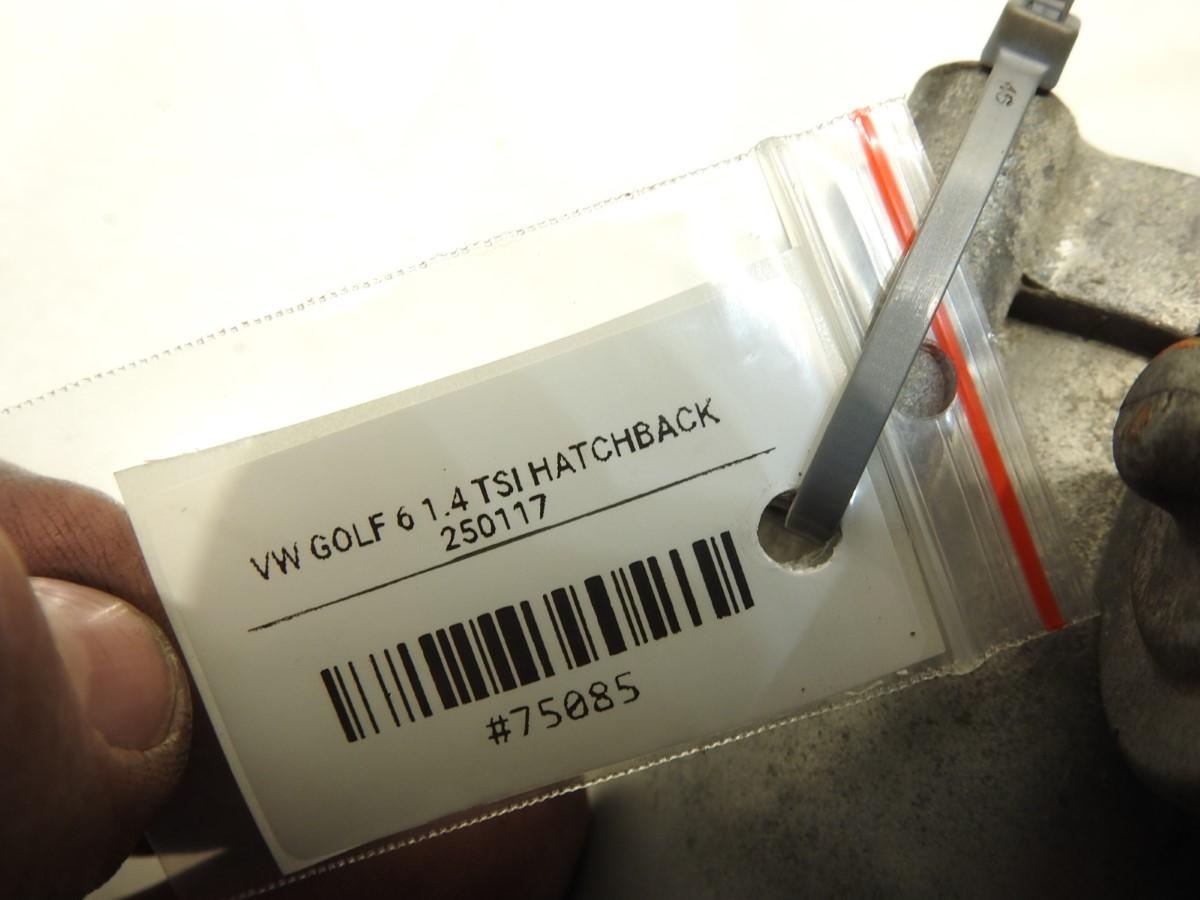 VW GOLF 6 1.4 TSI HATCHBACK
250117
#75085